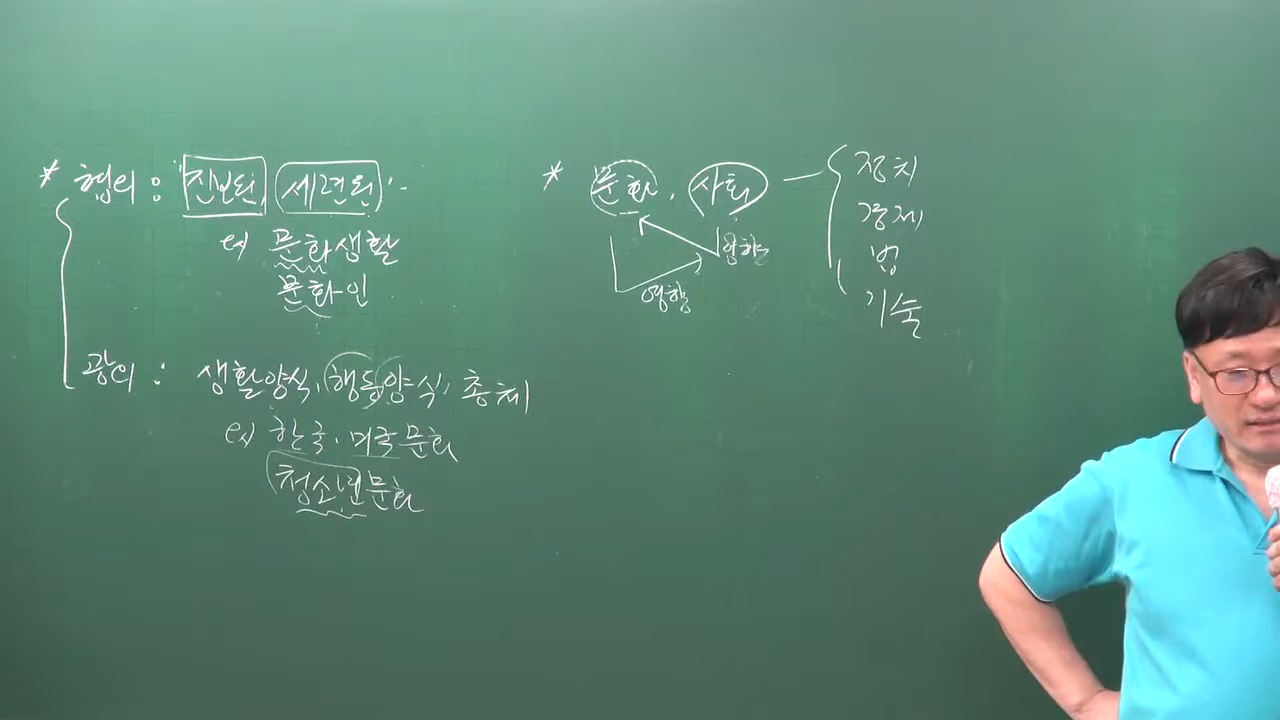 * 협의 : 진보된, 세련된
ex) 문화생활
문화인
광의 : 생활양식, 행동양식, 총체
ex) 한국, 미국문화
청소년문화
* 문화, 사회 — 정치
경제
법
기술
영향
영향